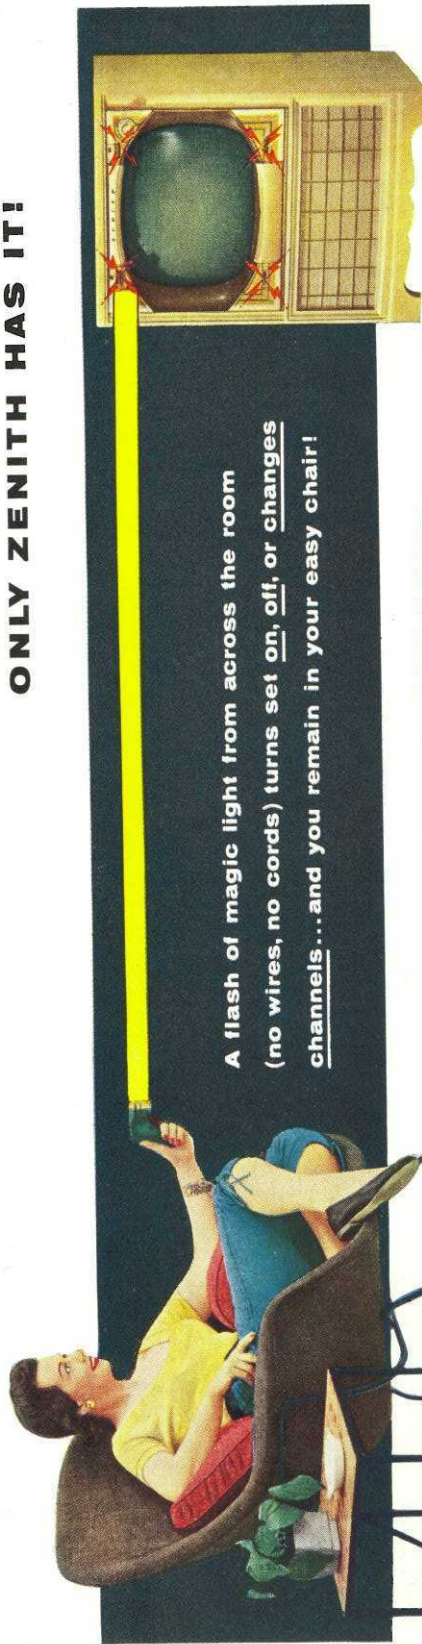 ONLY ZENITH HAS IT!
A flash of magic light from across the room
(no wires, no cords) turns set on, off, or changes
channels...and you remain in your easy chair!